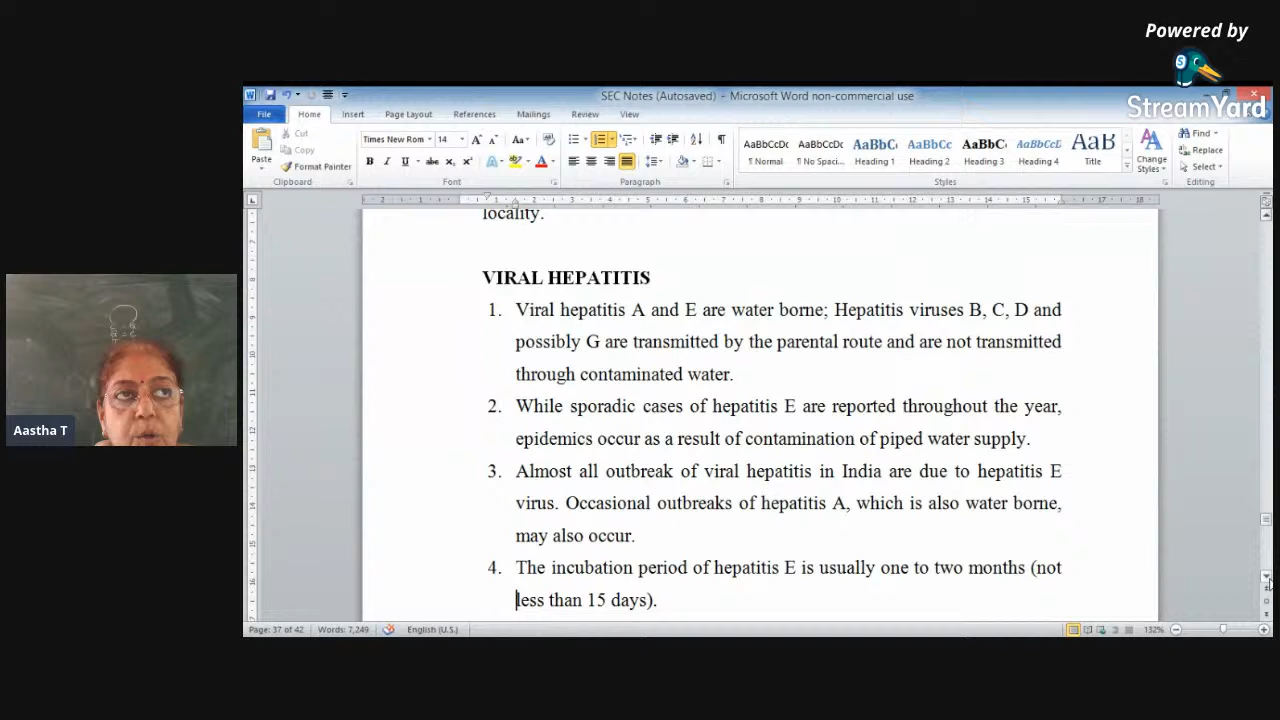 Powered by
StreamYard
SEC Notes (Autosaved) - Microsoft Word non-commercial use
File Home Insert Page Layout References Mailings Review View
Paste
Cut
Copy
Format Painter
Clipboard
Times New Rom 14
Font
Paragraph
AaBbCcDc AaBbCcDc AaBbC AaBbCc AaBbC AaBbCcD AaB
¶ Normal ¶ No Spaci... Heading 1 Heading 2 Heading 3 Heading 4 Title
Change Styles
Styles
Find
Replace
Select
Editing
locality.
VIRAL HEPATITIS
1. Viral hepatitis A and E are water borne; Hepatitis viruses B, C, D and
possibly G are transmitted by the parental route and are not transmitted
through contaminated water.
2. While sporadic cases of hepatitis E are reported throughout the year,
epidemics occur as a result of contamination of piped water supply.
3. Almost all outbreak of viral hepatitis in India are due to hepatitis E
virus. Occasional outbreaks of hepatitis A, which is also water borne,
may also occur.
4. The incubation period of hepatitis E is usually one to two months (not
less than 15 days).
Aastha T
Page: 37 of 42 Words: 7,249 English (U.S.) 132%